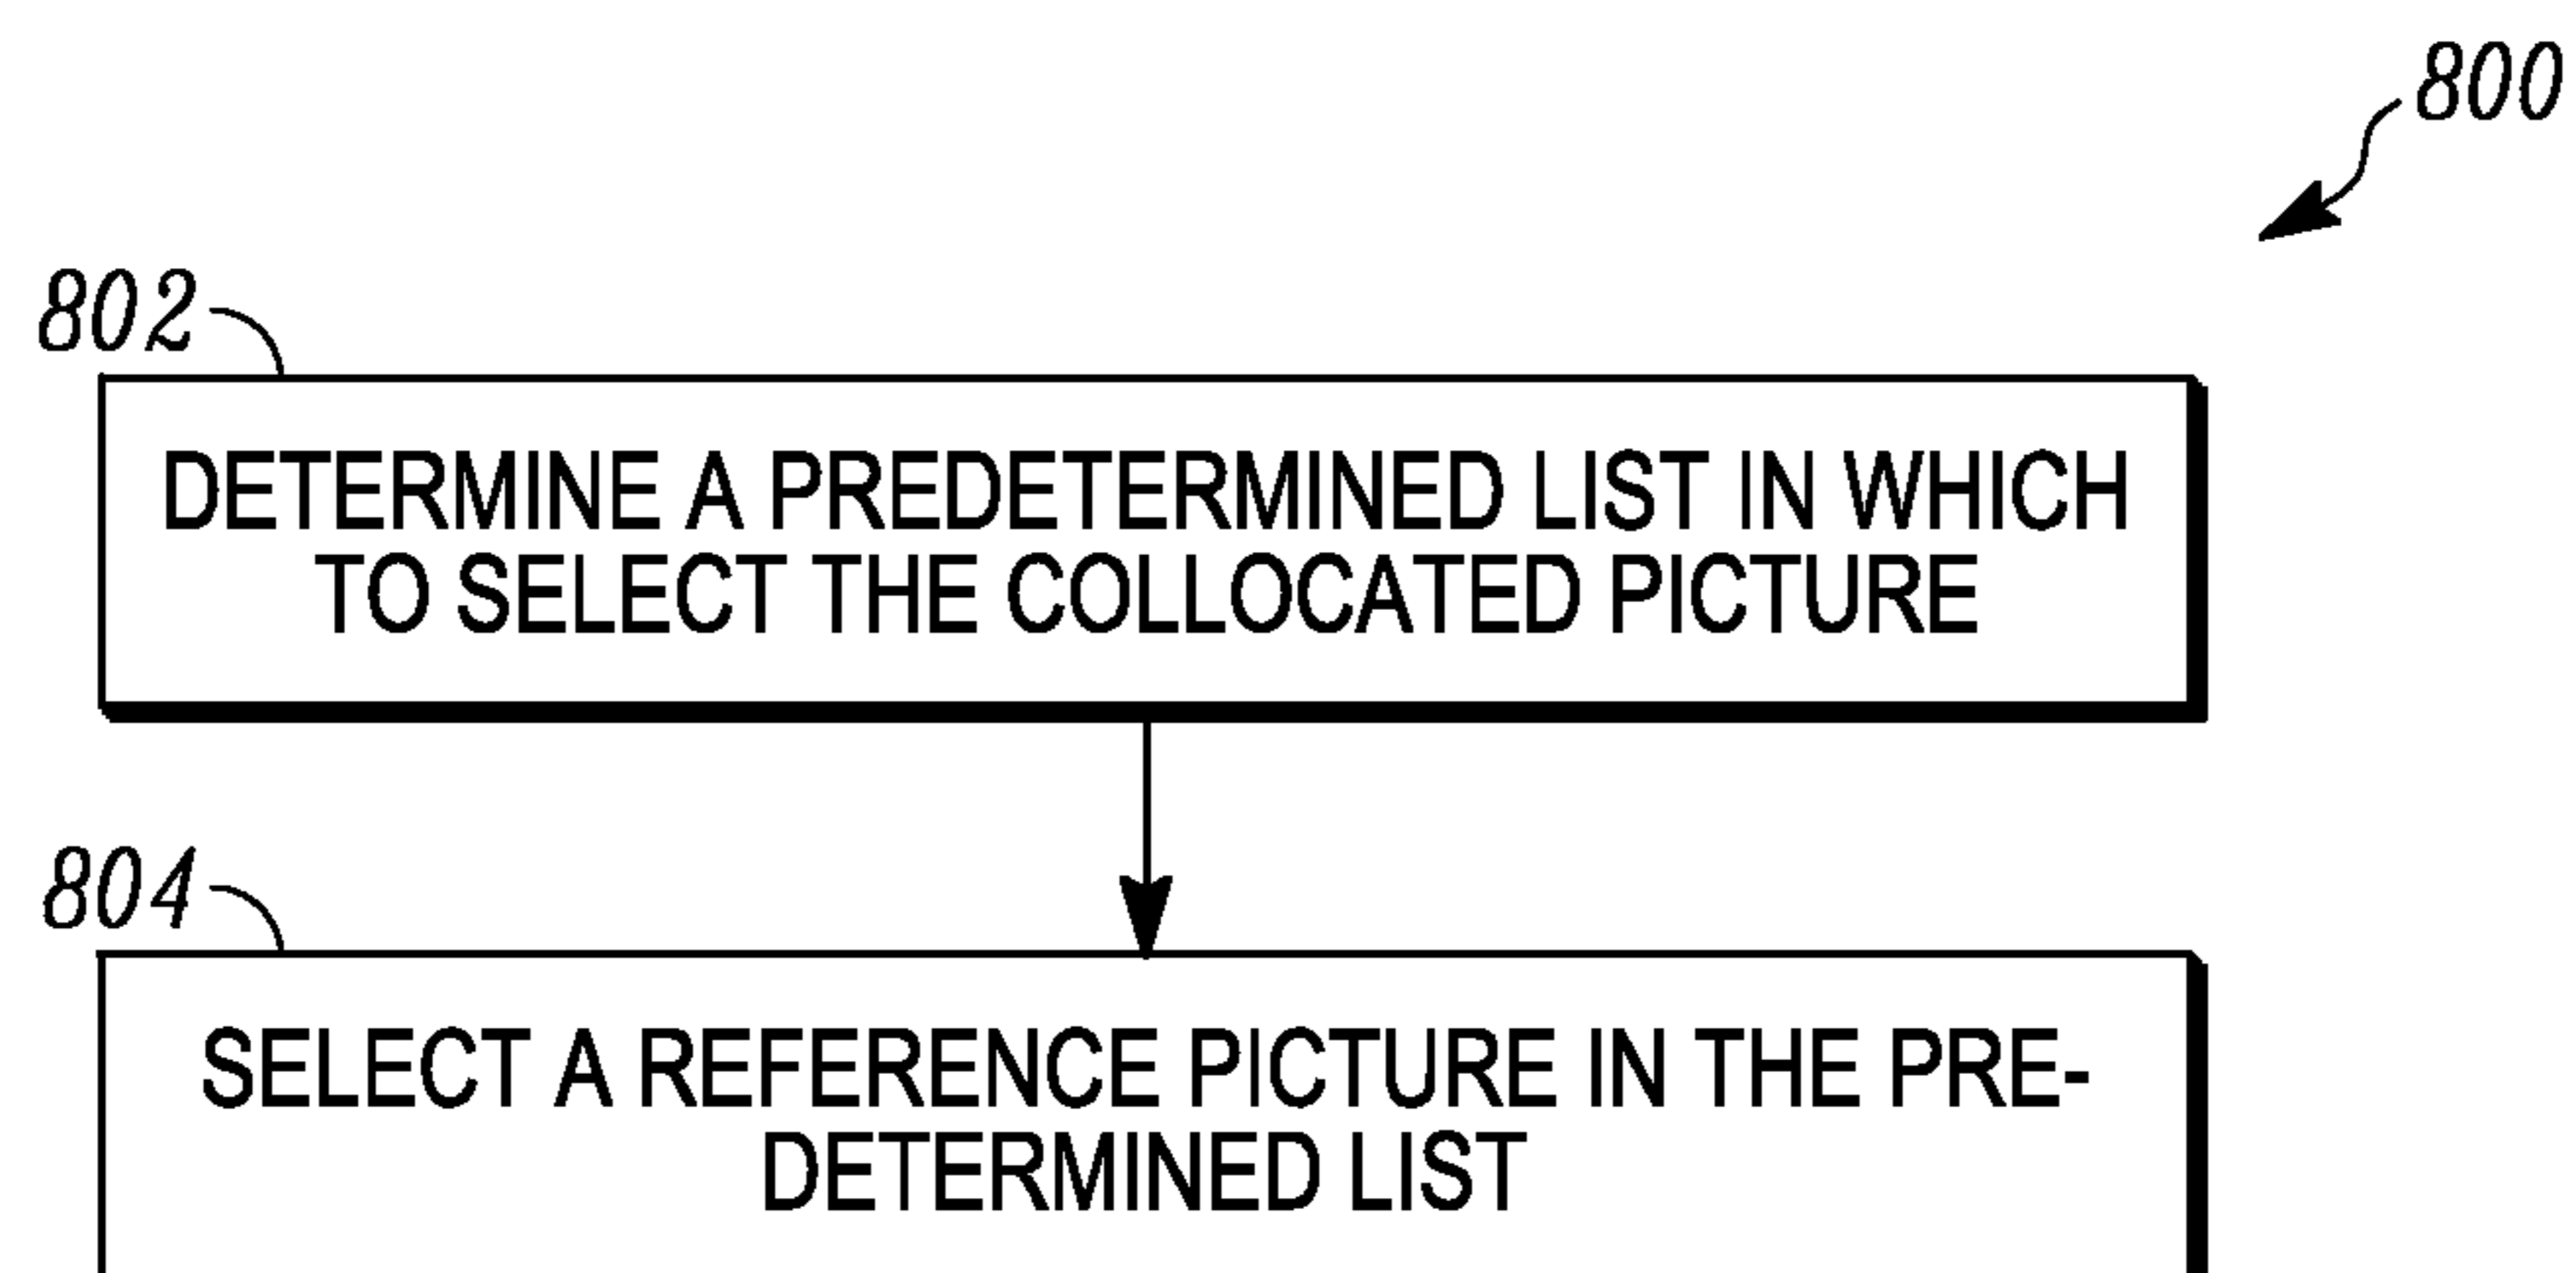 800
802
DETERMINE A PREDETERMINED LIST IN WHICH
TO SELECT THE COLLOCATED PICTURE
804
SELECT A REFERENCE PICTURE IN THE PRE-
DETERMINED LIST